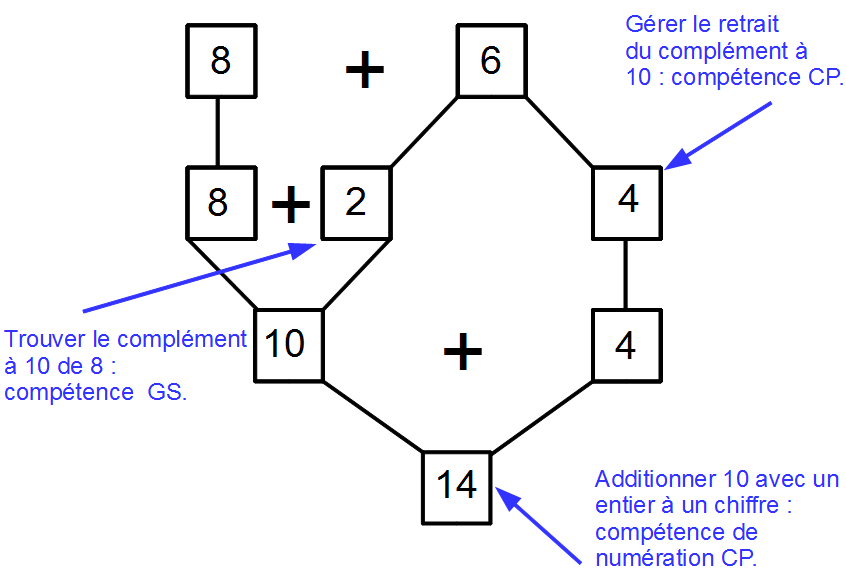 8 + 6
Gérer le retrait
du complément à
10 : compétence CP.
8 + 2
4
Trouver le complément
à 10 de 8 :
compétence GS.
10 + 4
14
Additionner 10 avec un
entier à un chiffre :
compétence de
numération CP.